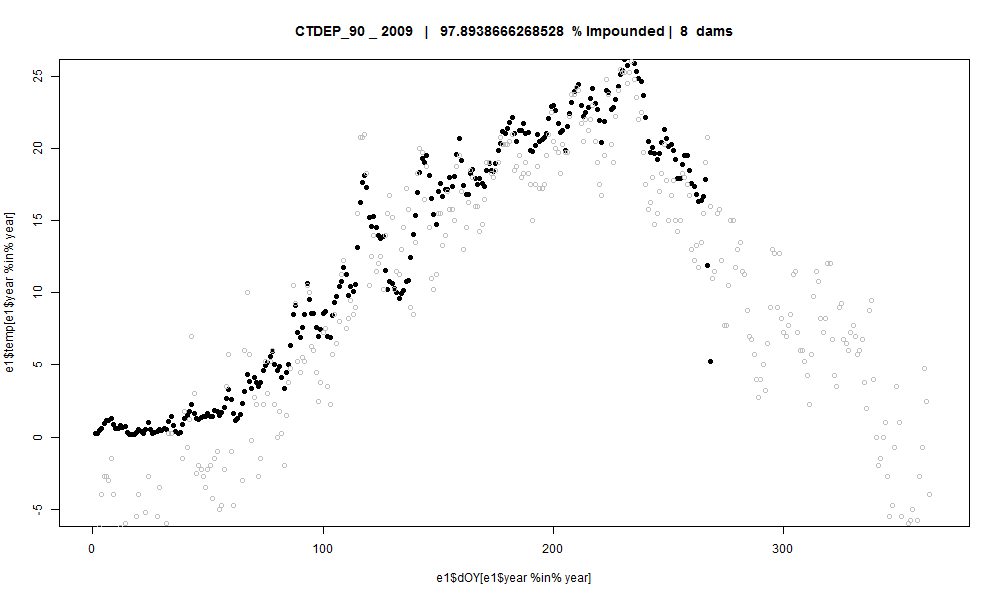 CTDEP_90 _ 2009 | 97.8938666268528 % Impounded | 8 dams
e1$temp[e1$year %in% year]
25
20
15
10
5
0
-5
0 100 200 300
e1$dOY[e1$year %in% year]